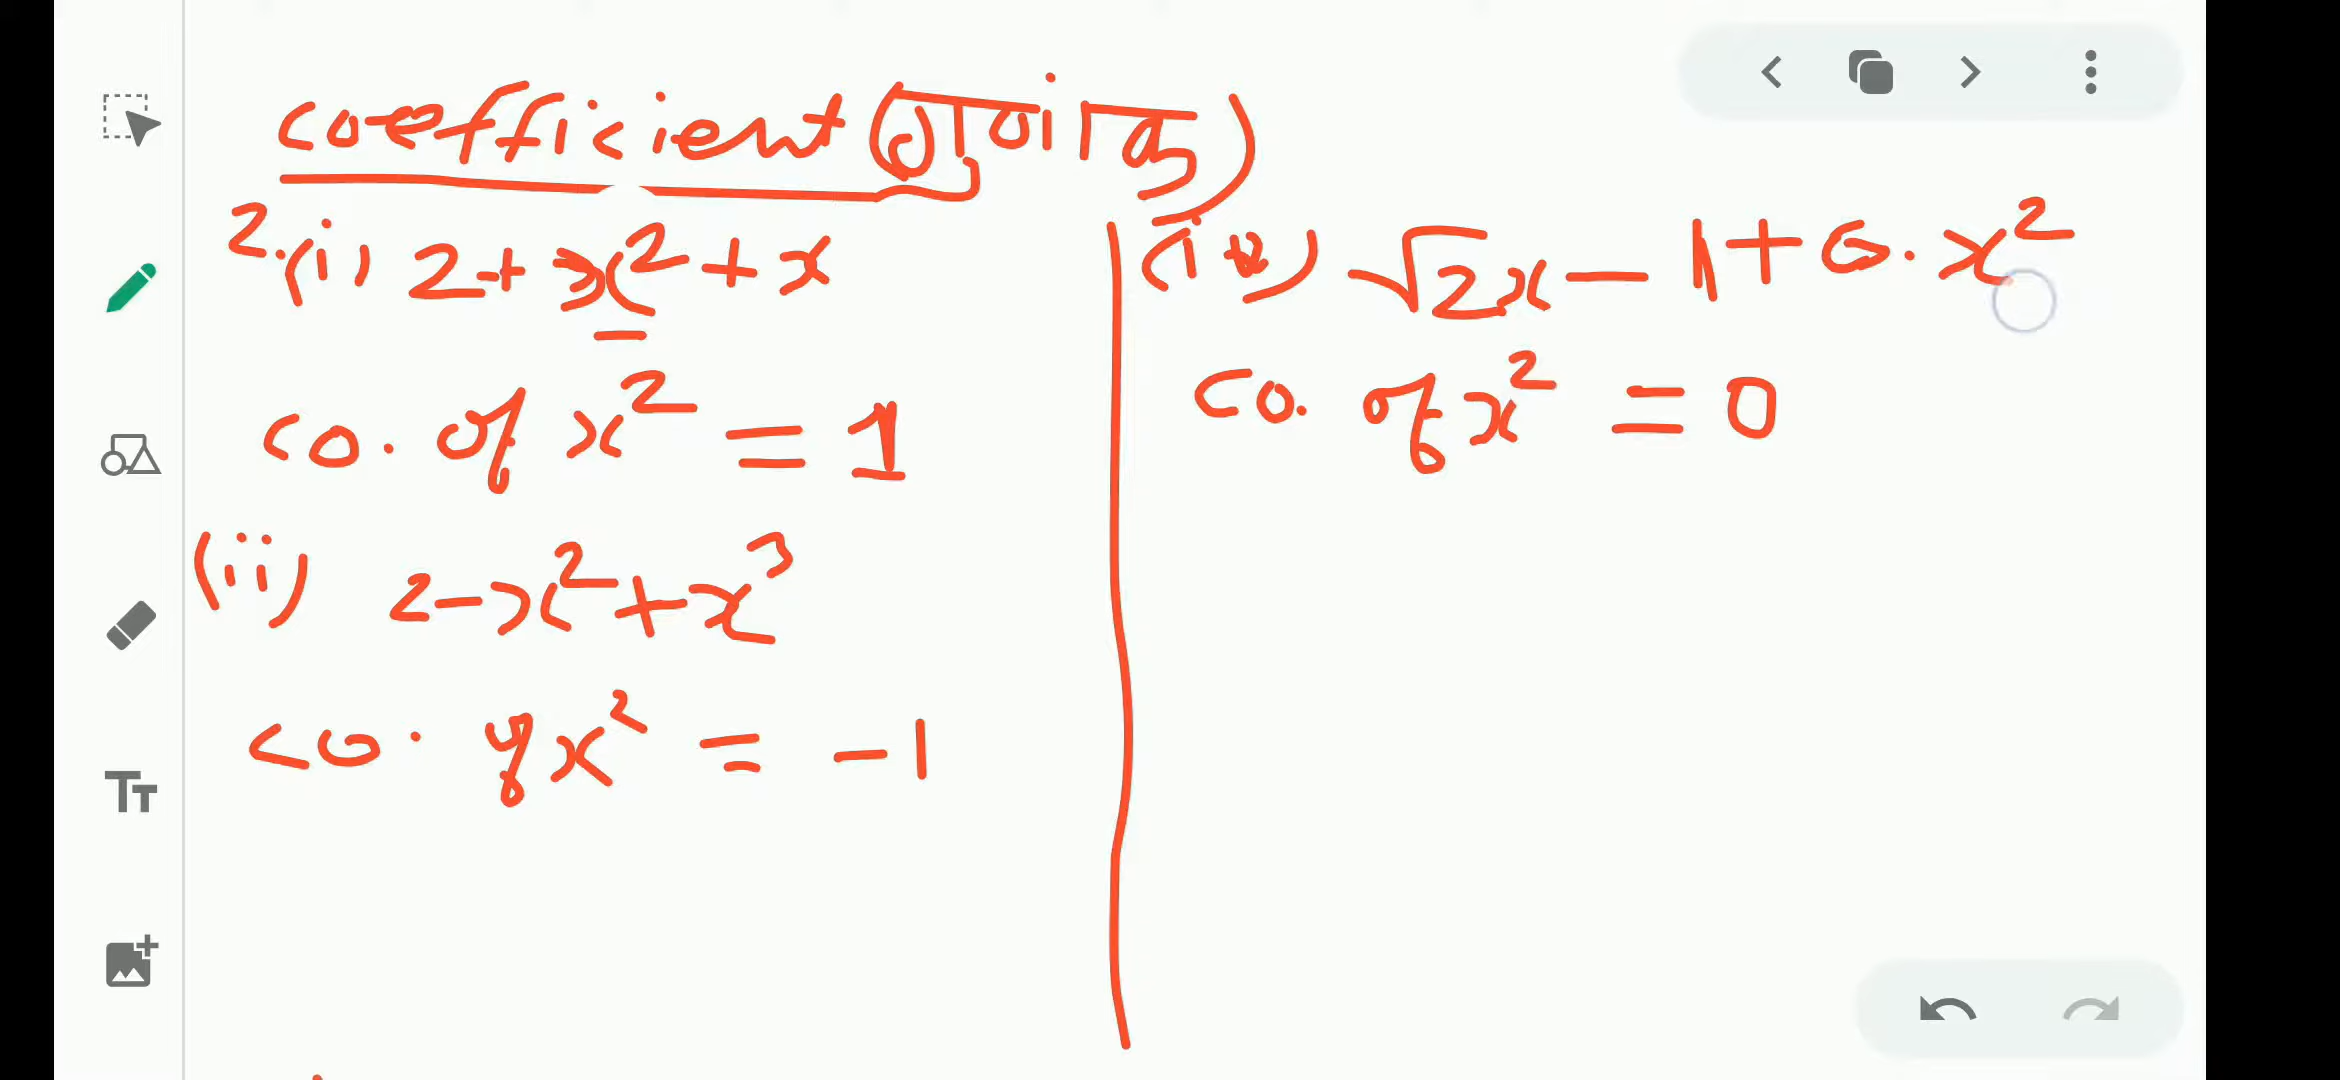 coefficient (गुणांक)
2.(i) 2+x²+x
co. of x² = 1
(ii) 2-x²+x³
co. of x² = -1
(iv) √2x - 1 + 0.x²
co. of x² = 0